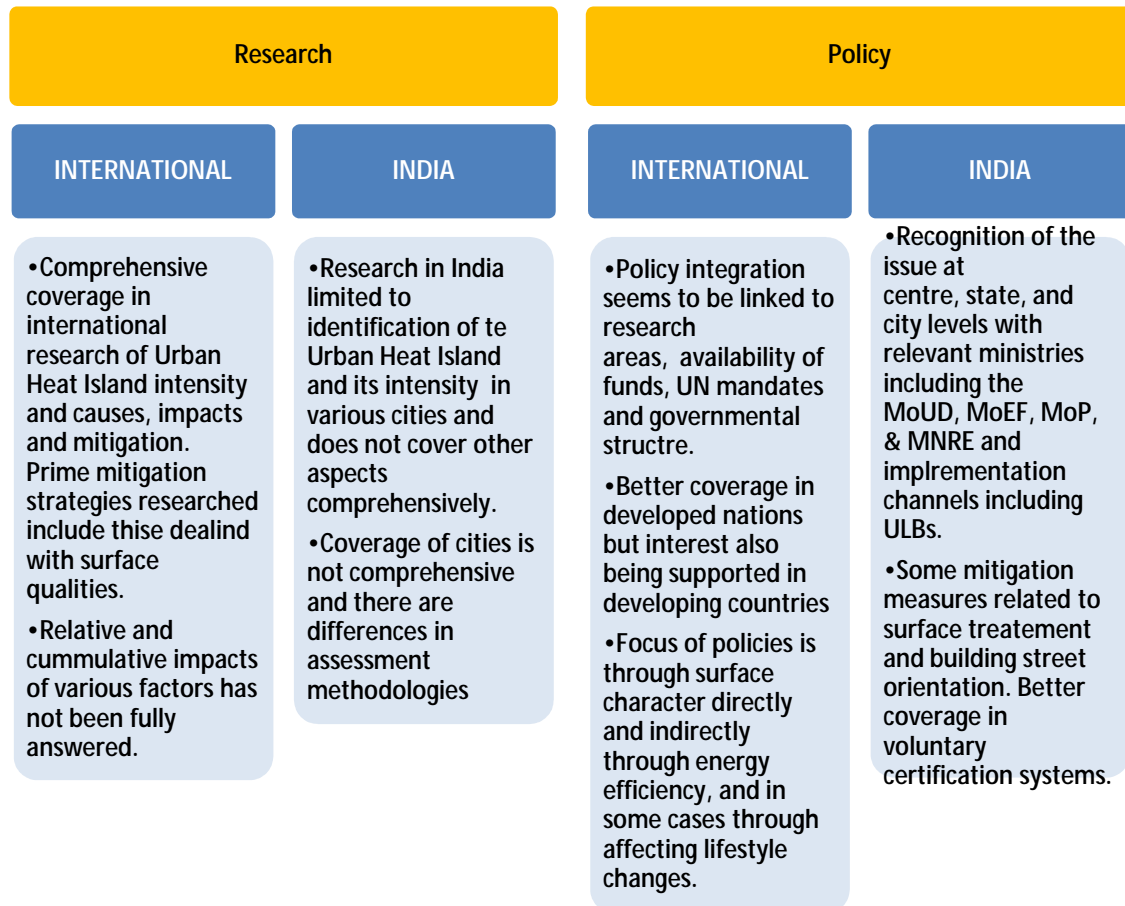 Research
Policy
INTERNATIONAL
INDIA
INTERNATIONAL
INDIA
•Comprehensive
coverage in
international
research of Urban
Heat Island intensity
and causes, impacts
and mitigation.
Prime mitigation
strategies researched
include thise dealind
with surface
qualities.
•Relative and
cummulative impacts
of various factors has
not been fully
answered.
•Research in India
limited to
identification of te
Urban Heat Island
and its intensity in
various cities and
does not cover other
aspects
comprehensively.
•Coverage of cities is
not comprehensive
and there are
differences in
assessment
methodologies
•Policy integration
seems to be linked to
research
areas, availability of
funds, UN mandates
and governmental
structre.
•Better coverage in
developed nations
but interest also
being supported in
developing countries
•Focus of policies is
through surface
character directly
and indirectly
through energy
efficiency, and in
some cases through
affecting lifestyle
changes.
•Recognition of the
issue at
centre, state, and
city levels with
relevant ministries
including the
MoUD, MoEF, MoP,
& MNRE and
implrementation
channels including
ULBs.
•Some mitigation
measures related to
surface treatement
and building street
orientation. Better
coverage in
voluntary
certification systems.